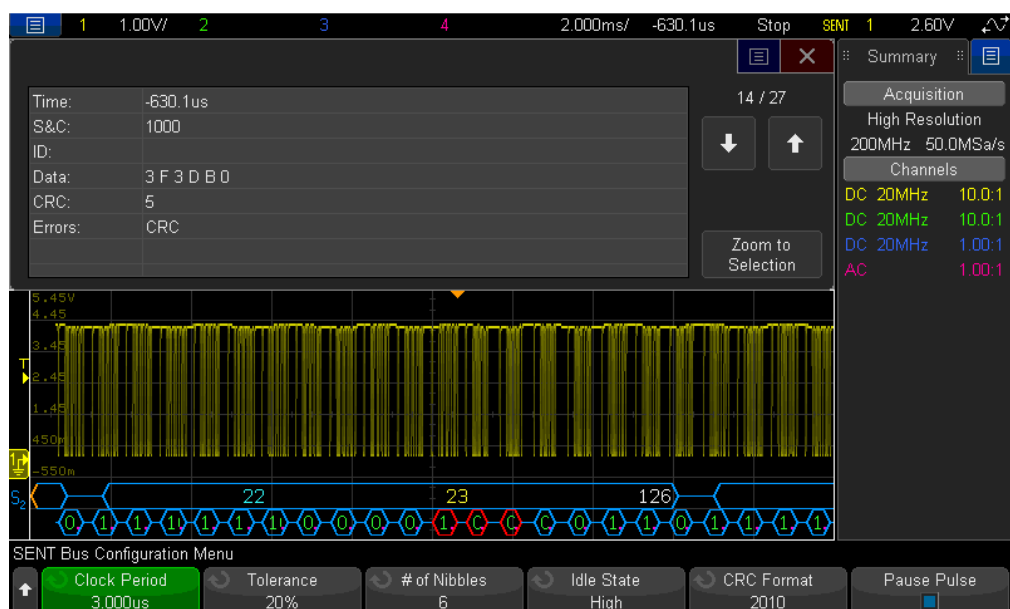 1 1.00V/ 2 3 4 2.000ms/ -630.1us Stop SENT 1 2.60V
Summary
14 / 27
Acquisition
High Resolution
200MHz 50.0MSa/s
Channels
DC 20MHz 10.0:1
DC 20MHz 10.0:1
DC 20MHz 1.00:1
AC 1.00:1
Time: -630.1us
S&C: 1000
ID:
Data: 3 F 3 D B 0
CRC: 5
Errors: CRC
Zoom to
Selection
5.45V
4.45
3.45
T
2.45
1.45
450m
-550m
S2 22 23 126
0. 1. 1. 1( 1. 1. 1( 0. 0. 0. 0. 1. C. C. C. 0. 1. 1. 0. 1. 1. 1. 1.
SENT Bus Configuration Menu
Clock Period Tolerance # of Nibbles Idle State CRC Format Pause Pulse
3.000us 20% 6 High 2010